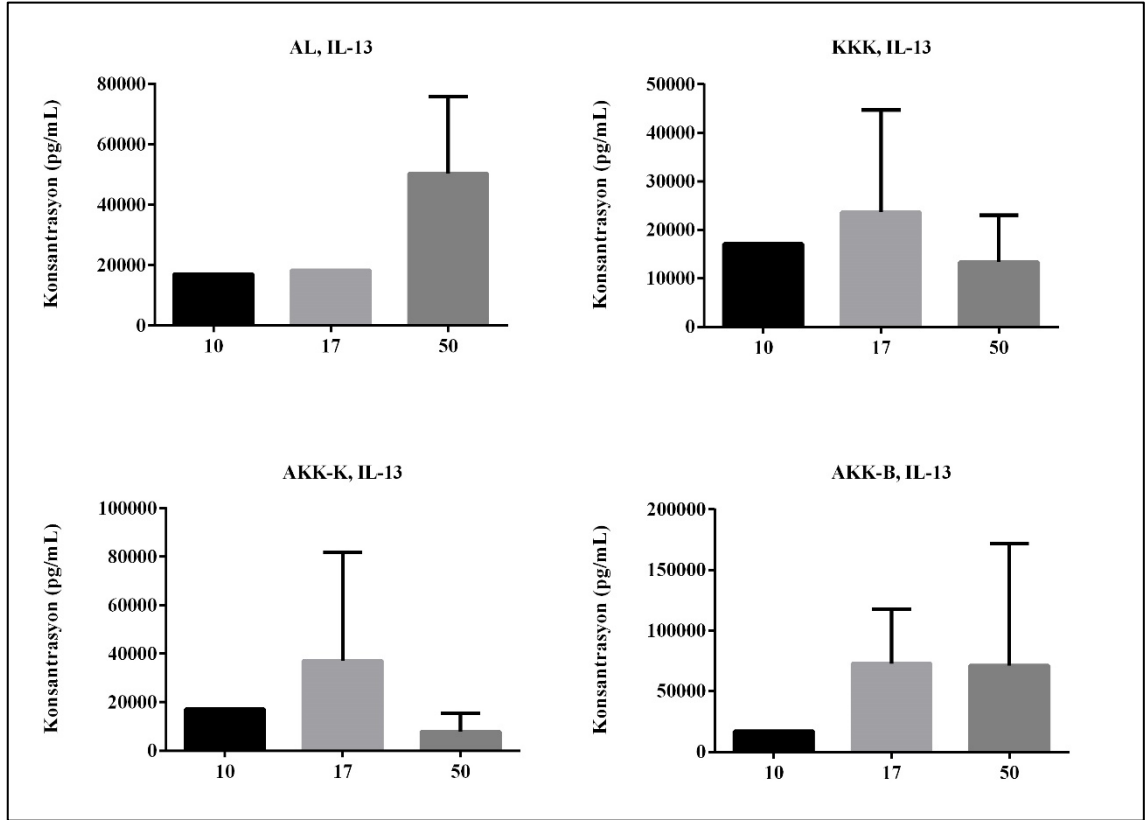 AL, IL-13
Konsantrasyon (pg/mL)
80000
60000
40000
20000
0
10 17 50
KKK, IL-13
Konsantrasyon (pg/mL)
50000
40000
30000
20000
10000
0
10 17 50
AKK-K, IL-13
Konsantrasyon (pg/mL)
100000
80000
60000
40000
20000
0
10 17 50
AKK-B, IL-13
Konsantrasyon (pg/mL)
200000
150000
100000
50000
0
10 17 50